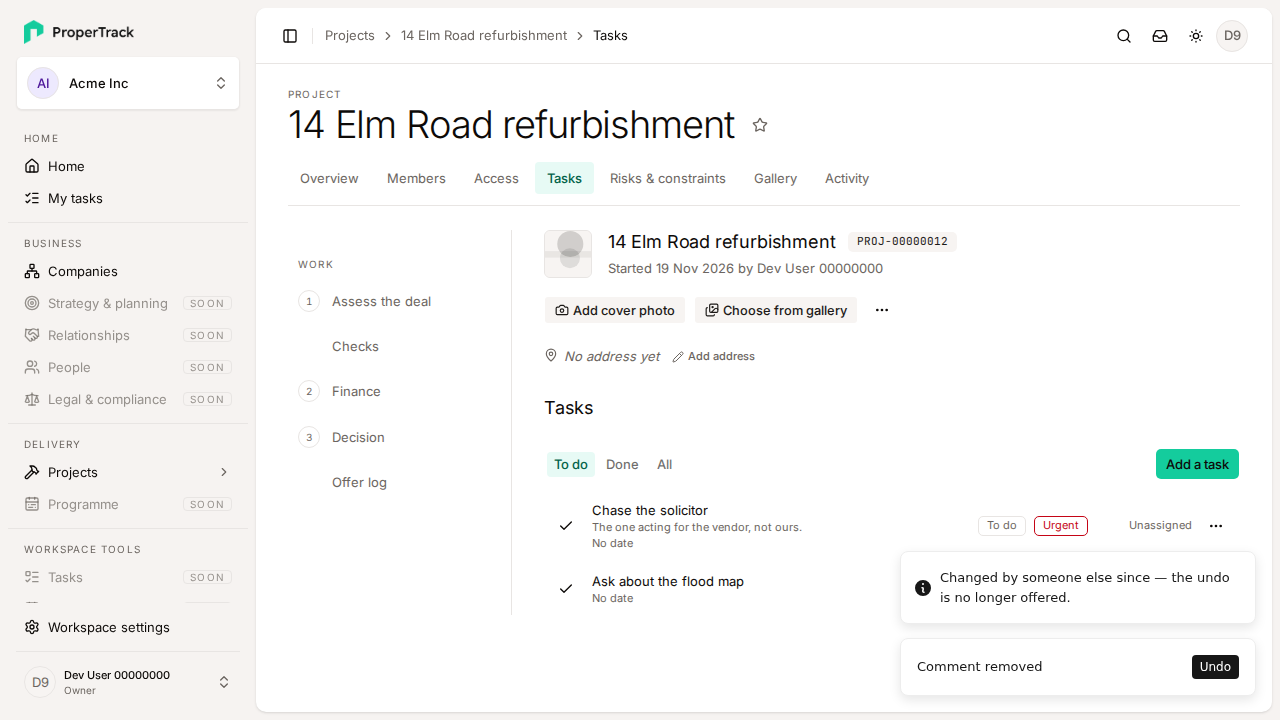 ProperTrack
AI
Acme Inc
HOME
Home
My tasks
BUSINESS
Companies
Strategy & planning SOON
Relationships SOON
People SOON
Legal & compliance SOON
DELIVERY
Projects
Programme SOON
WORKSPACE TOOLS
Tasks SOON
Workspace settings
D9
Dev User 00000000
Owner
Projects > 14 Elm Road refurbishment > Tasks
D9
PROJECT
14 Elm Road refurbishment
Overview Members Access Tasks Risks & constraints Gallery Activity
WORK
1 Assess the deal
Checks
2 Finance
3 Decision
Offer log
14 Elm Road refurbishment PROJ-00000012
Started 19 Nov 2026 by Dev User 00000000
Add cover photo Choose from gallery
No address yet Add address
Tasks
To do Done All Add a task
Chase the solicitor
The one acting for the vendor, not ours.
No date
To do Urgent Unassigned
Ask about the flood map
No date
Changed by someone else since — the undo
is no longer offered.
Comment removed Undo